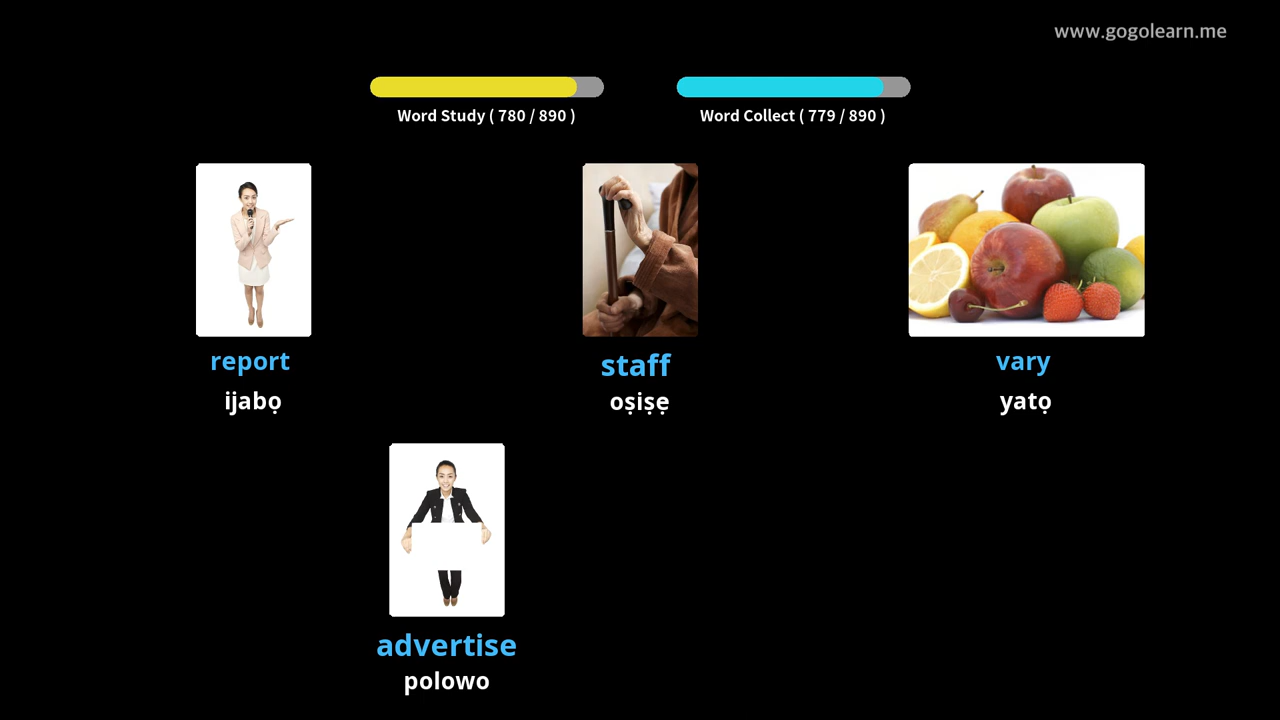 www.gogolearn.me
Word Study ( 780 / 890 )
Word Collect ( 779 / 890 )
report
ijabọ
staff
oṣiṣẹ
vary
yatọ
advertise
polowo